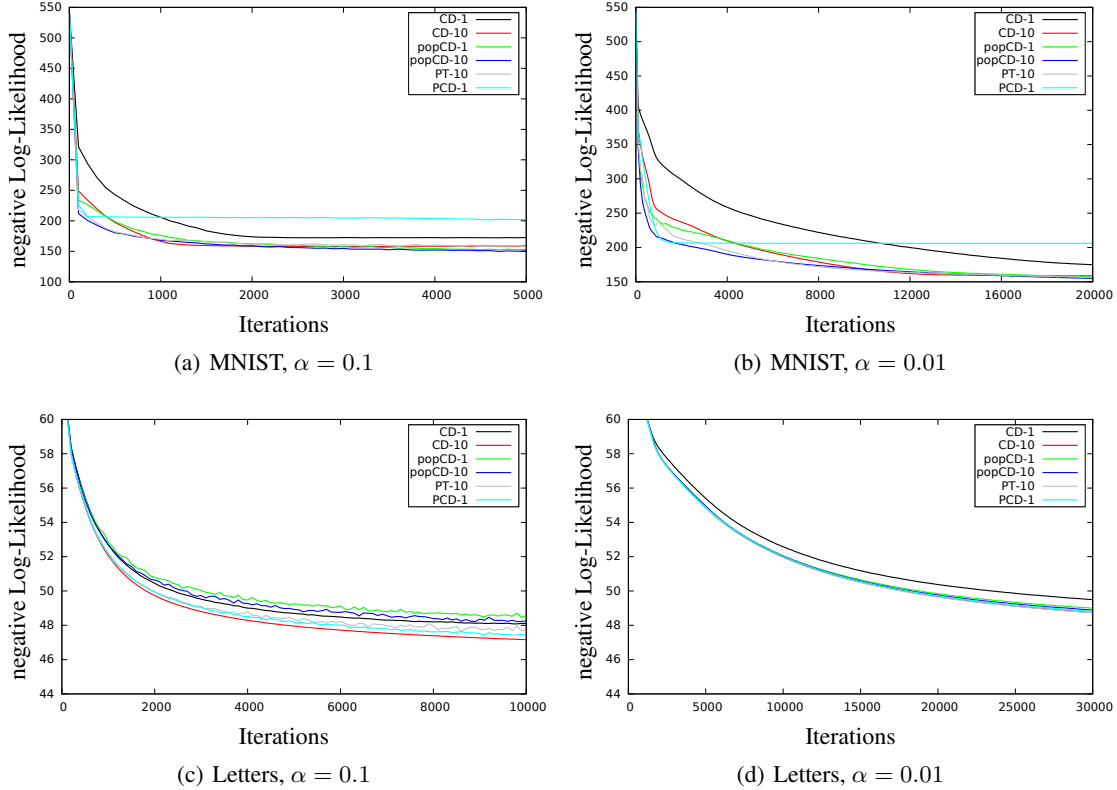 negative Log-Likelihood
550
500
450
400
350
300
250
200
150
100
0
1000
2000
3000
4000
5000
CD-1
CD-10
popCD-1
popCD-10
PT-10
PCD-1
Iterations
(a) MNIST, α = 0.1
negative Log-Likelihood
550
500
450
400
350
300
250
200
150
0
4000
8000
12000
16000
20000
CD-1
CD-10
popCD-1
popCD-10
PT-10
PCD-1
Iterations
(b) MNIST, α = 0.01
negative Log-Likelihood
60
58
56
54
52
50
48
46
44
0
2000
4000
6000
8000
10000
CD-1
CD-10
popCD-1
popCD-10
PT-10
PCD-1
Iterations
(c) Letters, α = 0.1
negative Log-Likelihood
60
58
56
54
52
50
48
46
44
0
5000
10000
15000
20000
25000
30000
CD-1
CD-10
popCD-1
popCD-10
PT-10
PCD-1
Iterations
(d) Letters, α = 0.01